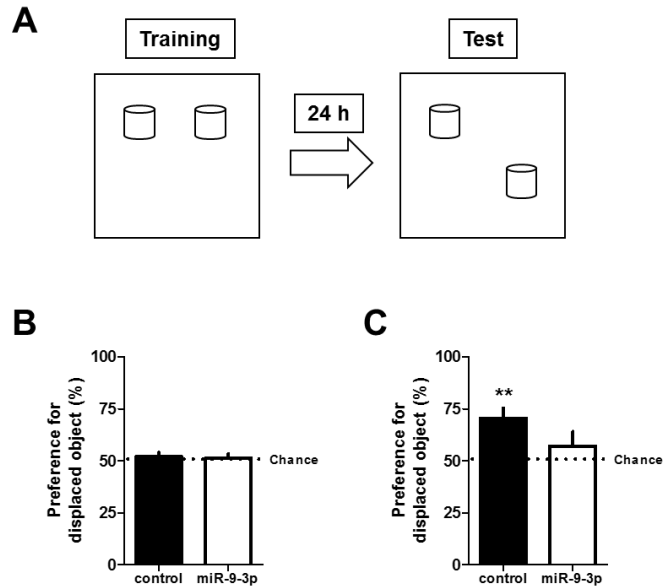 A
Training
Test
24 h
B
C
Preference for
displaced object (%)
100
75
50
25
0
Chance
control
miR-9-3p
Preference for
displaced object (%)
100
75
50
25
0
**
Chance
control
miR-9-3p